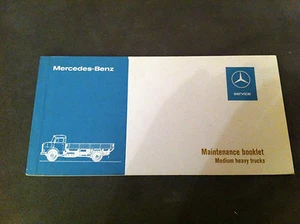 Mercedes-Benz
service
Maintenance booklet
Medium heavy trucks